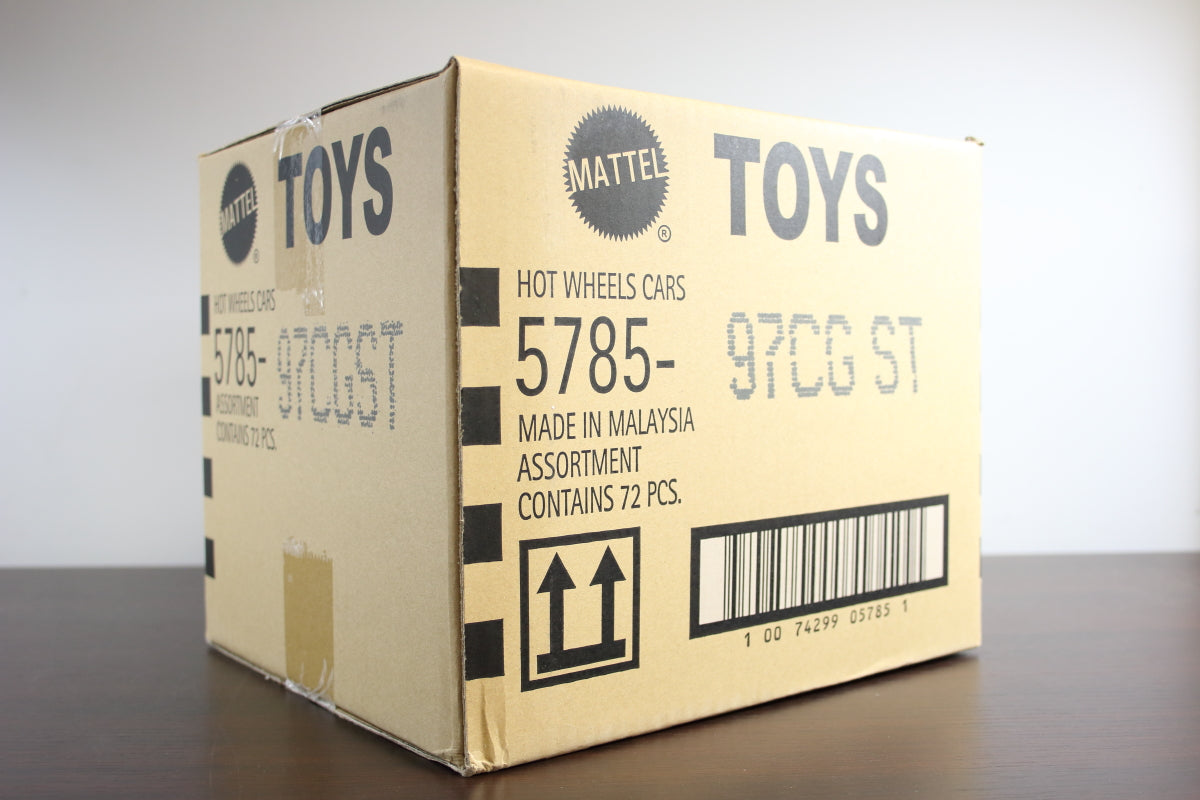 MATTEL
®
TOYS
HOT WHEELS CARS
5785-
97CGST
ASSORTMENT
CONTAINS 72 PCS.
MATTEL
®
TOYS
HOT WHEELS CARS
5785-
97CG ST
MADE IN MALAYSIA
ASSORTMENT
CONTAINS 72 PCS.
1 00 74299 05785 1